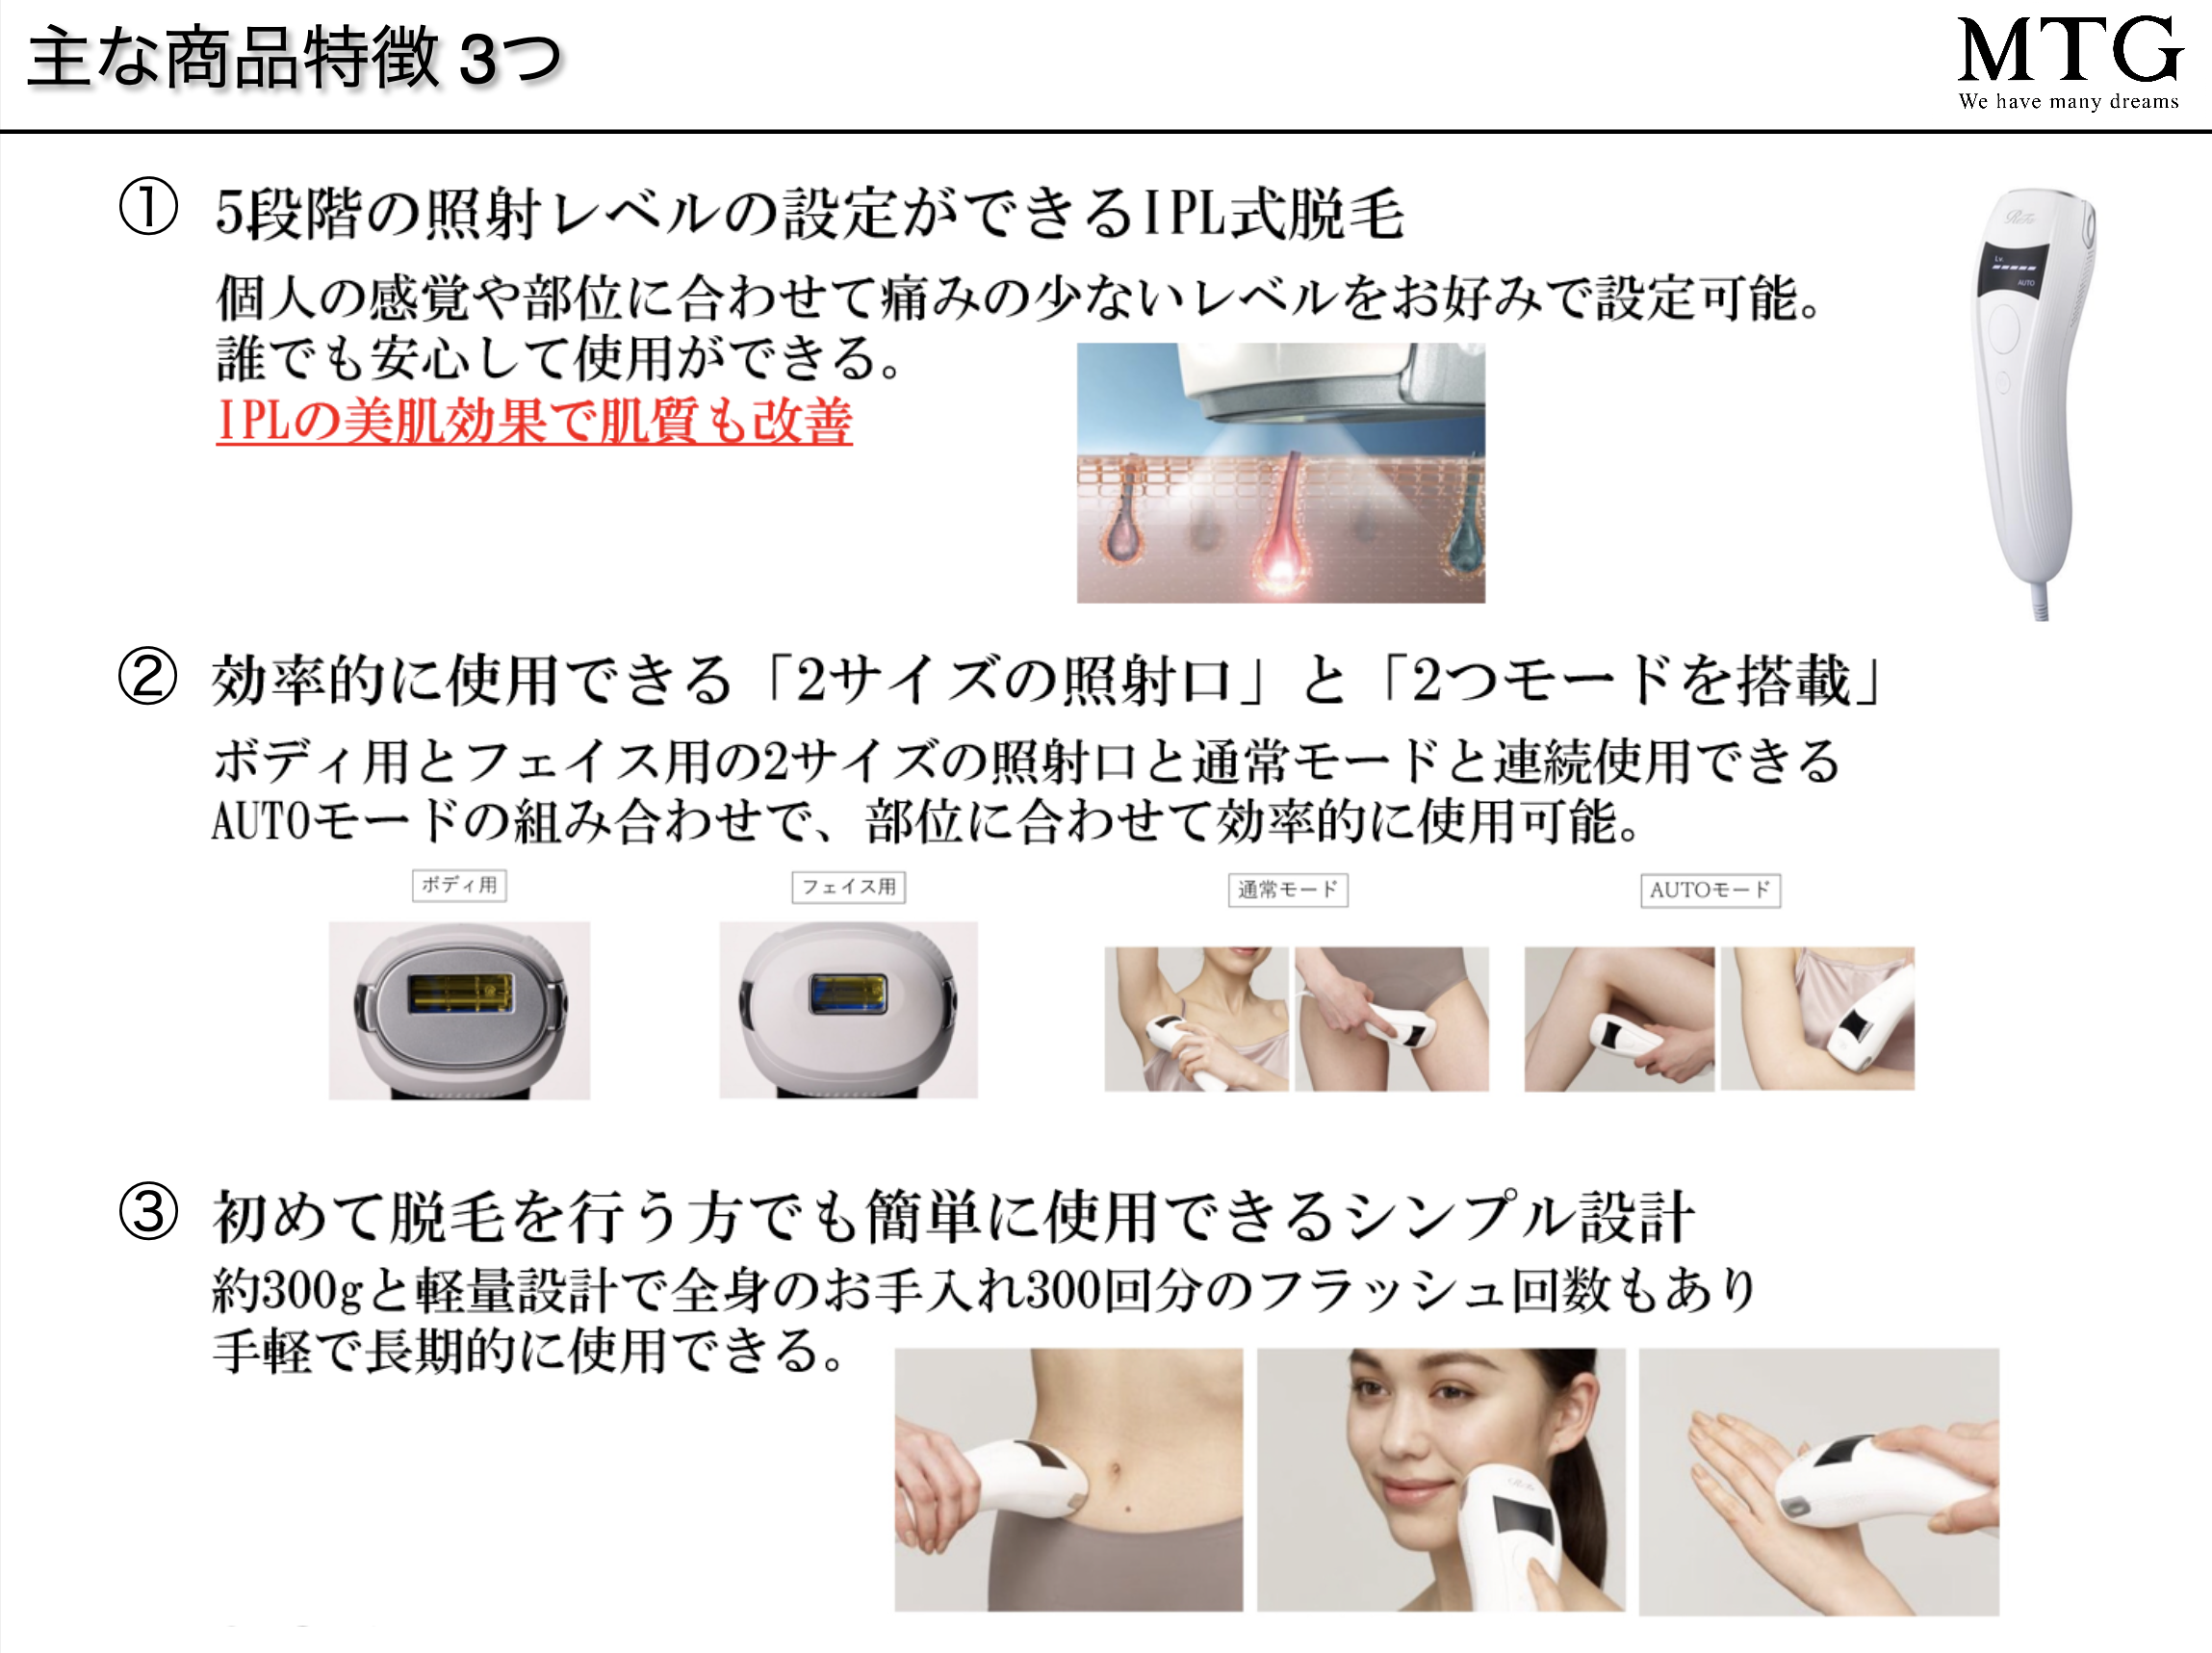 主な商品特徴 3つ
MTG
We have many dreams
① 5段階の照射レベルの設定ができるIPL式脱毛
個人の感覚や部位に合わせて痛みの少ないレベルをお好みで設定可能。
誰でも安心して使用ができる。
IPLの美肌効果で肌質も改善
ReFa
Lv.
AUTO
② 効率的に使用できる「2サイズの照射口」と「2つモードを搭載」
ボディ用とフェイス用の2サイズの照射口と通常モードと連続使用できる
AUTOモードの組み合わせで、部位に合わせて効率的に使用可能。
ボディ用
フェイス用
通常モード
AUTOモード
③ 初めて脱毛を行う方でも簡単に使用できるシンプル設計
約300gと軽量設計で全身のお手入れ300回分のフラッシュ回数もあり
手軽で長期的に使用できる。
ReFa